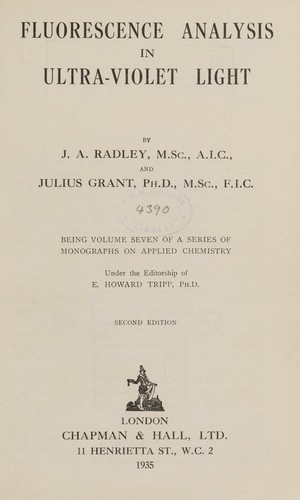 FLUORESCENCE ANALYSIS
IN
ULTRA-VIOLET LIGHT
BY
J. A. RADLEY, M.Sc., A.I.C.,
AND
JULIUS GRANT, Ph.D., M.Sc., F.I.C.
4390
BEING VOLUME SEVEN OF A SERIES OF
MONOGRAPHS ON APPLIED CHEMISTRY
Under the Editorship of
E. HOWARD TRIPP, Ph.D.
SECOND EDITION
LONDON
CHAPMAN & HALL, LTD.
11 HENRIETTA ST., W.C. 2
1935